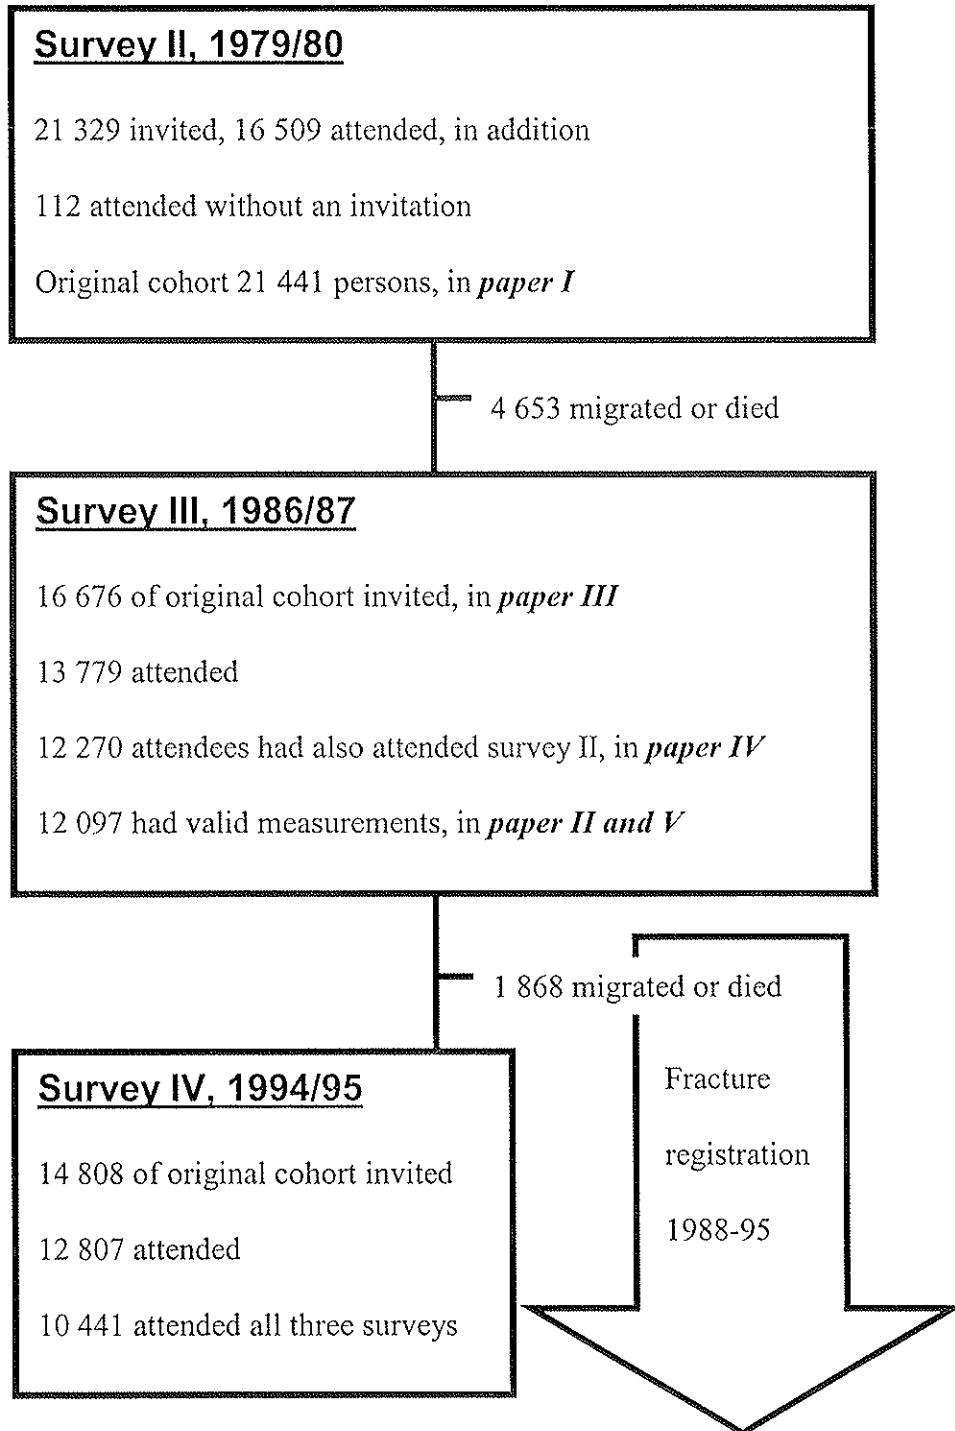 Survey II, 1979/80
21 329 invited, 16 509 attended, in addition
112 attended without an invitation
Original cohort 21 441 persons, in paper I
4 653 migrated or died
Survey III, 1986/87
16 676 of original cohort invited, in paper III
13 779 attended
12 270 attendees had also attended survey II, in paper IV
12 097 had valid measurements, in paper II and V
1 868 migrated or died
Survey IV, 1994/95
14 808 of original cohort invited
12 807 attended
10 441 attended all three surveys
Fracture
registration
1988-95